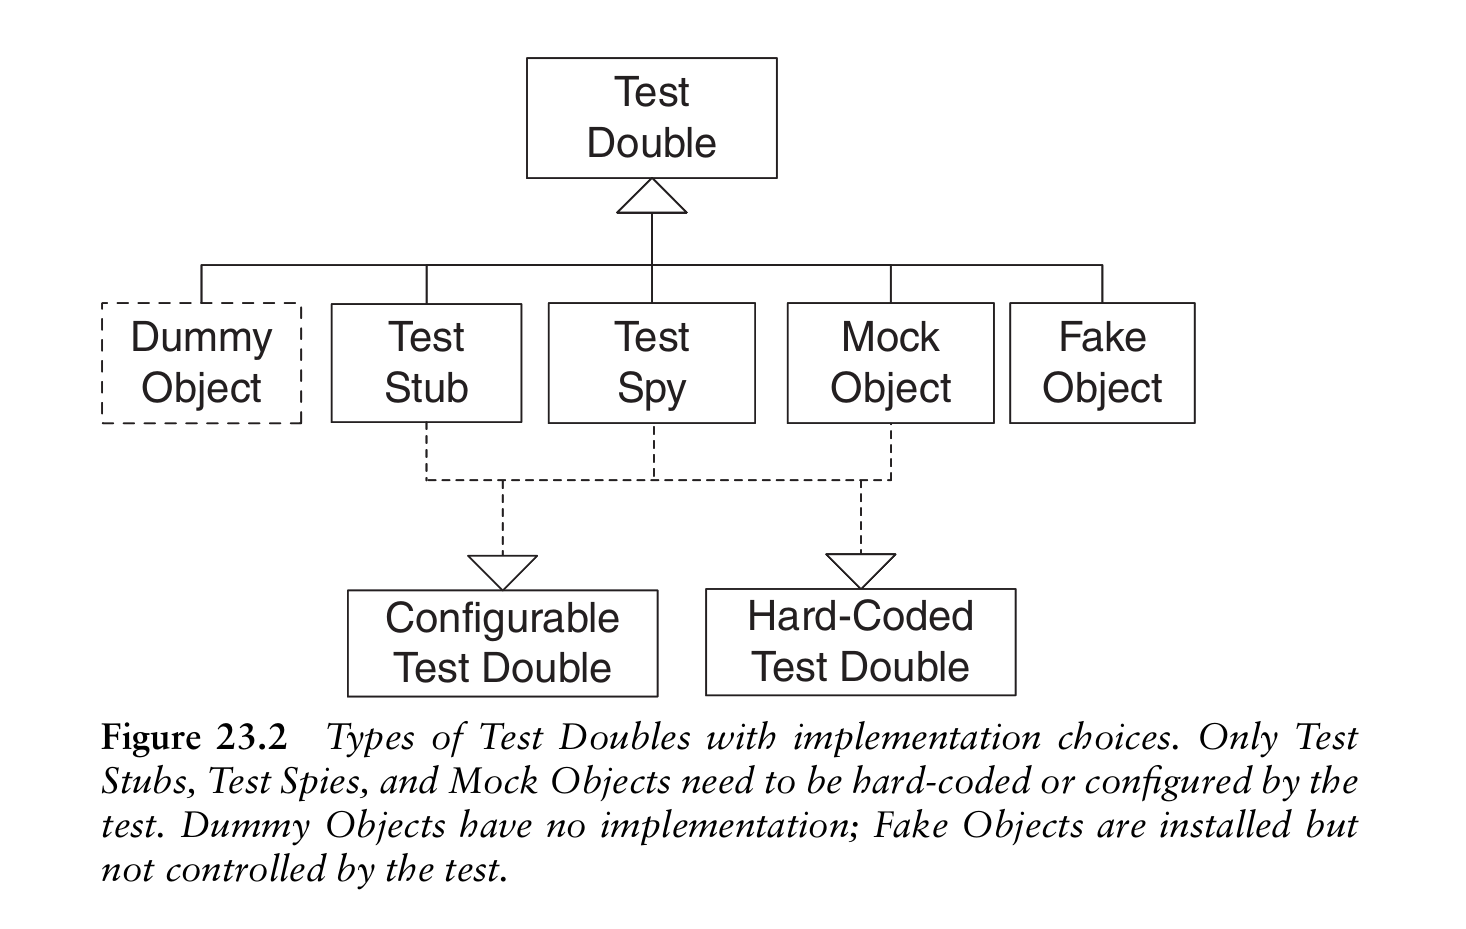 Test
Double
Dummy
Object
Test
Stub
Test
Spy
Mock
Object
Fake
Object
Configurable
Test Double
Hard-Coded
Test Double
Figure 23.2 Types of Test Doubles with implementation choices. Only Test
Stubs, Test Spies, and Mock Objects need to be hard-coded or configured by the
test. Dummy Objects have no implementation; Fake Objects are installed but
not controlled by the test.